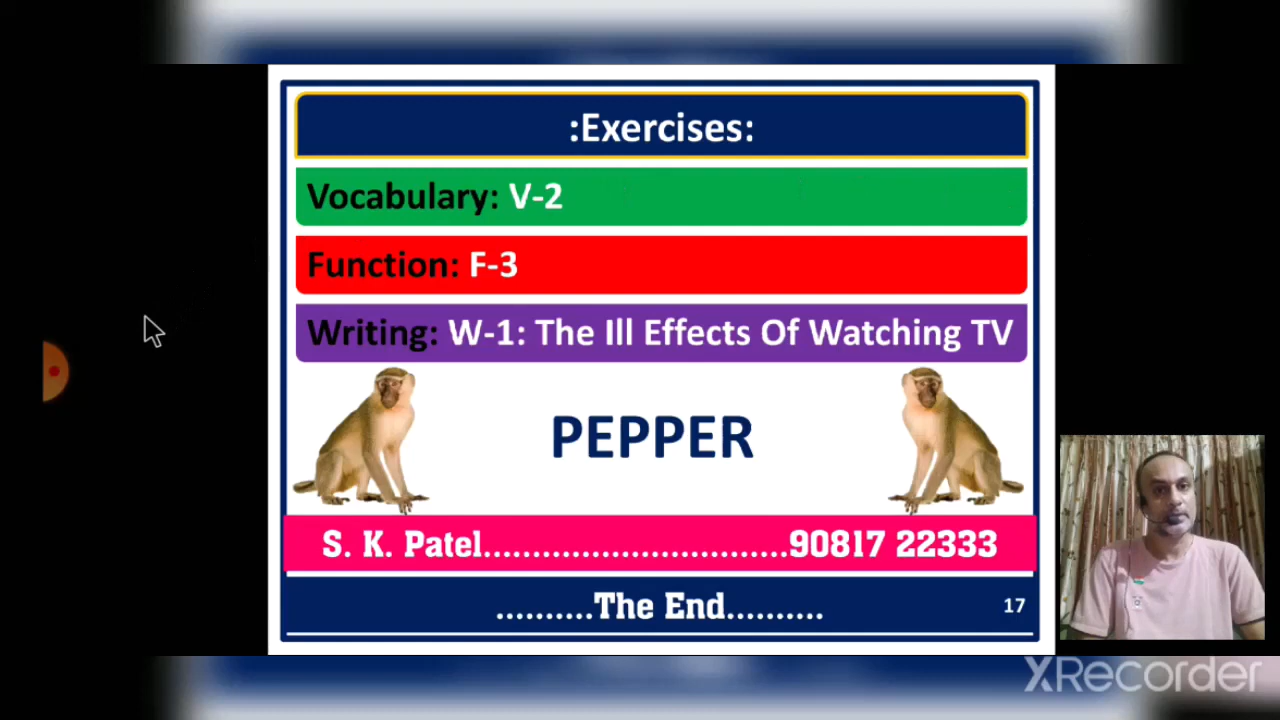 :Exercises:
Vocabulary: V-2
Function: F-3
Writing: W-1: The Ill Effects Of Watching TV
PEPPER
S. K. Patel..............................90817 22333
..........The End..........
17
XRecorder